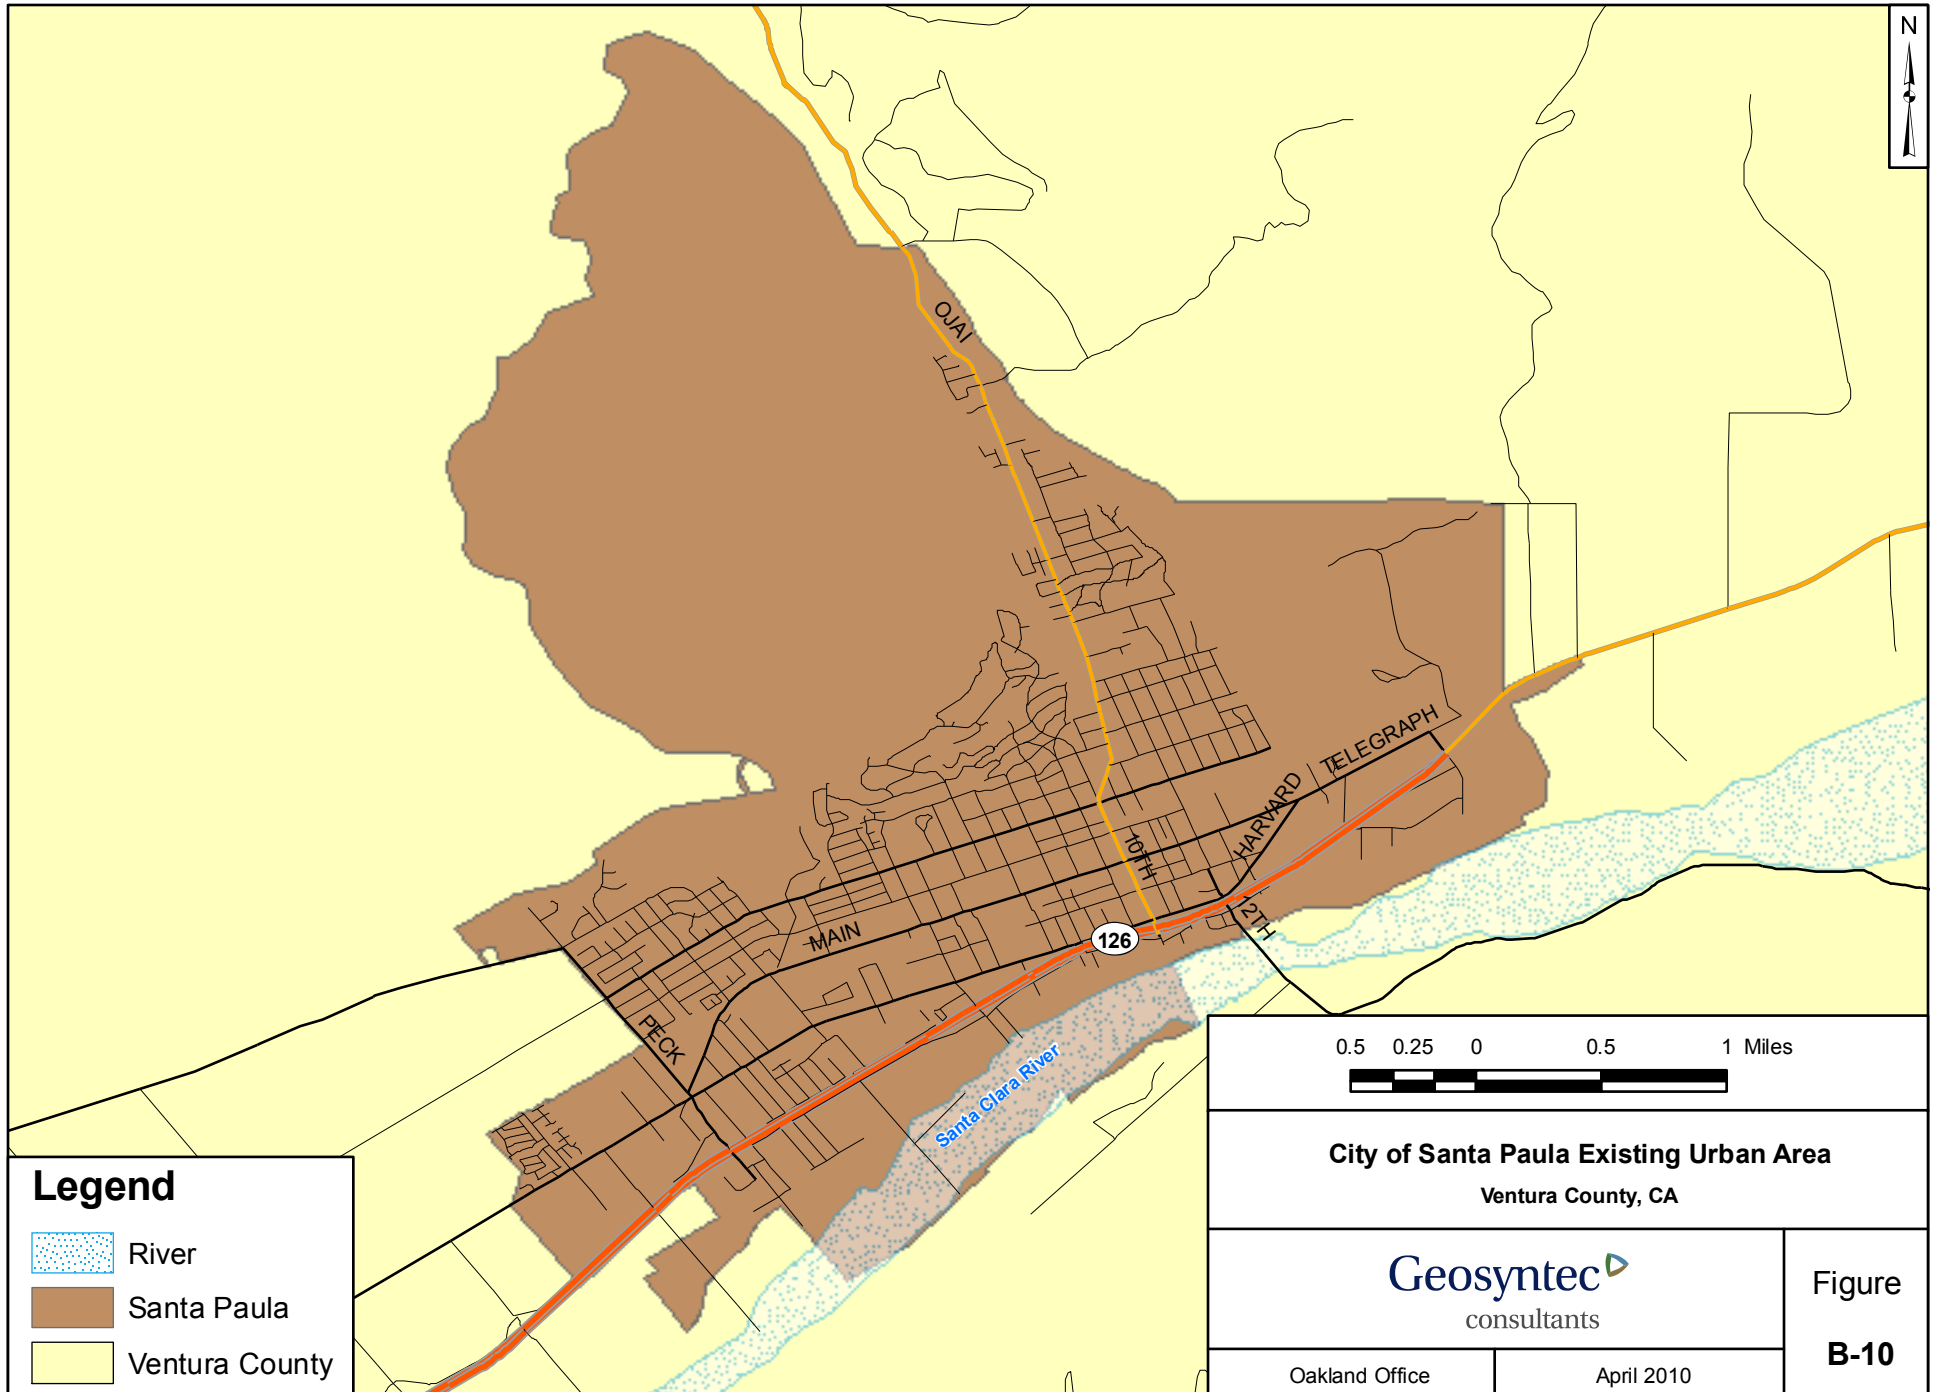 N
OJAI
TELEGRAPH
HARVARD
10TH
12TH
MAIN
126
PECK
Santa Clara River
0.5 0.25 0 0.5 1 Miles
City of Santa Paula Existing Urban Area
Ventura County, CA
Geosyntec
consultants
Figure
B-10
Oakland Office
April 2010
Legend
River
Santa Paula
Ventura County